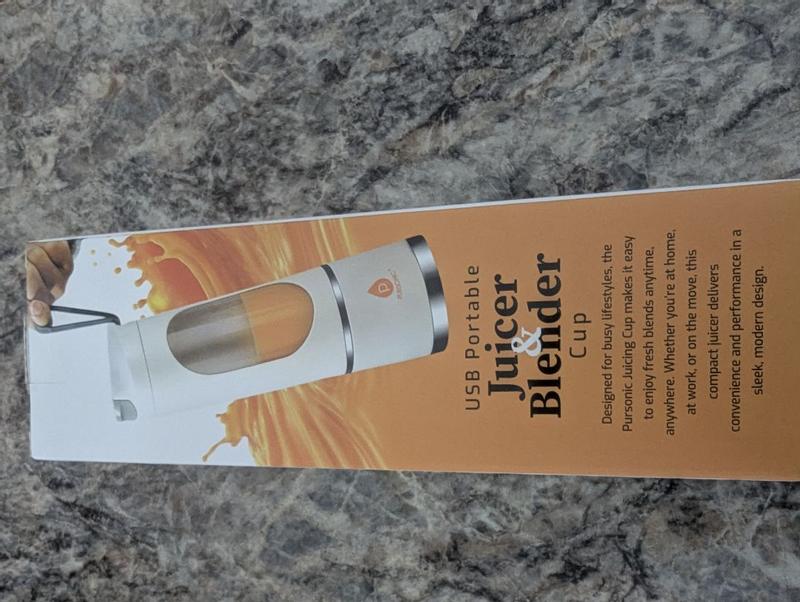 PURSONIC
USB Portable
Juicer
&
Blender
Cup
Designed for busy lifestyles, the
Pursonic Juicing Cup makes it easy
to enjoy fresh blends anytime,
anywhere. Whether you're at home,
at work, or on the move, this
compact juicer delivers
convenience and performance in a
sleek, modern design.